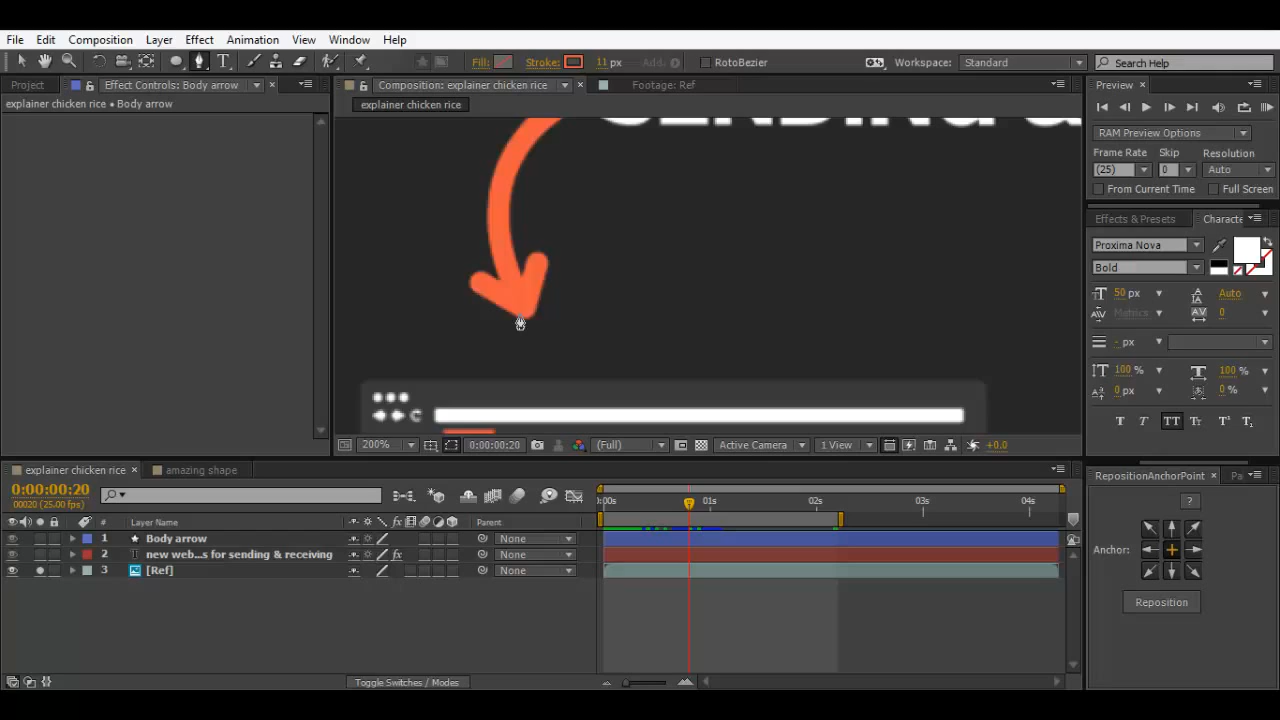 File Edit Composition Layer Effect Animation View Window Help
Fill: Stroke: 11 px Add: RotoBezier Workspace: Standard Search Help
Project Effect Controls: Body arrow Composition: explainer chicken rice Footage: Ref Preview
explainer chicken rice • Body arrow explainer chicken rice
RAM Preview Options
Frame Rate Skip Resolution
(25) 0 Auto
From Current Time Full Screen
Effects & Presets Characte
Proxima Nova
Bold
50 px Auto
Metrics 0
- px
100 % 100 %
0 px 0 %
200% 0:00:00:20 (Full) Active Camera 1 View +0.0
explainer chicken rice amazing shape RepositionAnchorPoint Pa
0:00:00:20
00020 (25.00 fps)
:00s 01s 02s 03s 04s
# Layer Name Parent
1 Body arrow None
2 new web...s for sending & receiving None
3 [Ref] None
Anchor:
Reposition
Toggle Switches / Modes